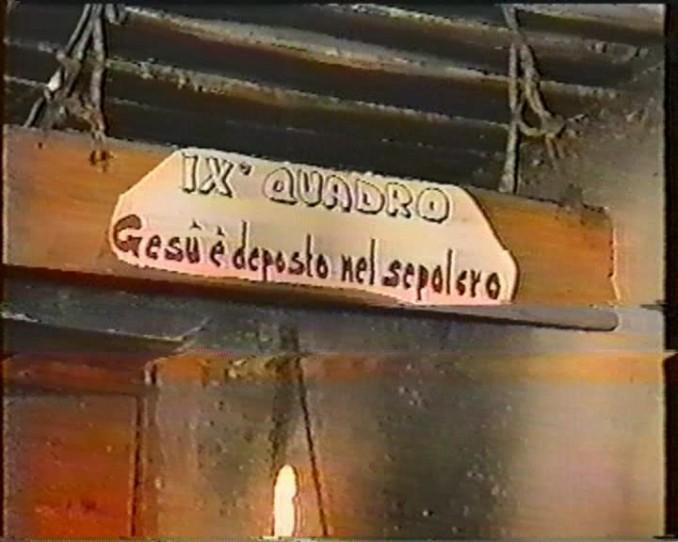 IX° QUADRO
Gesù è deposto nel sepolcro